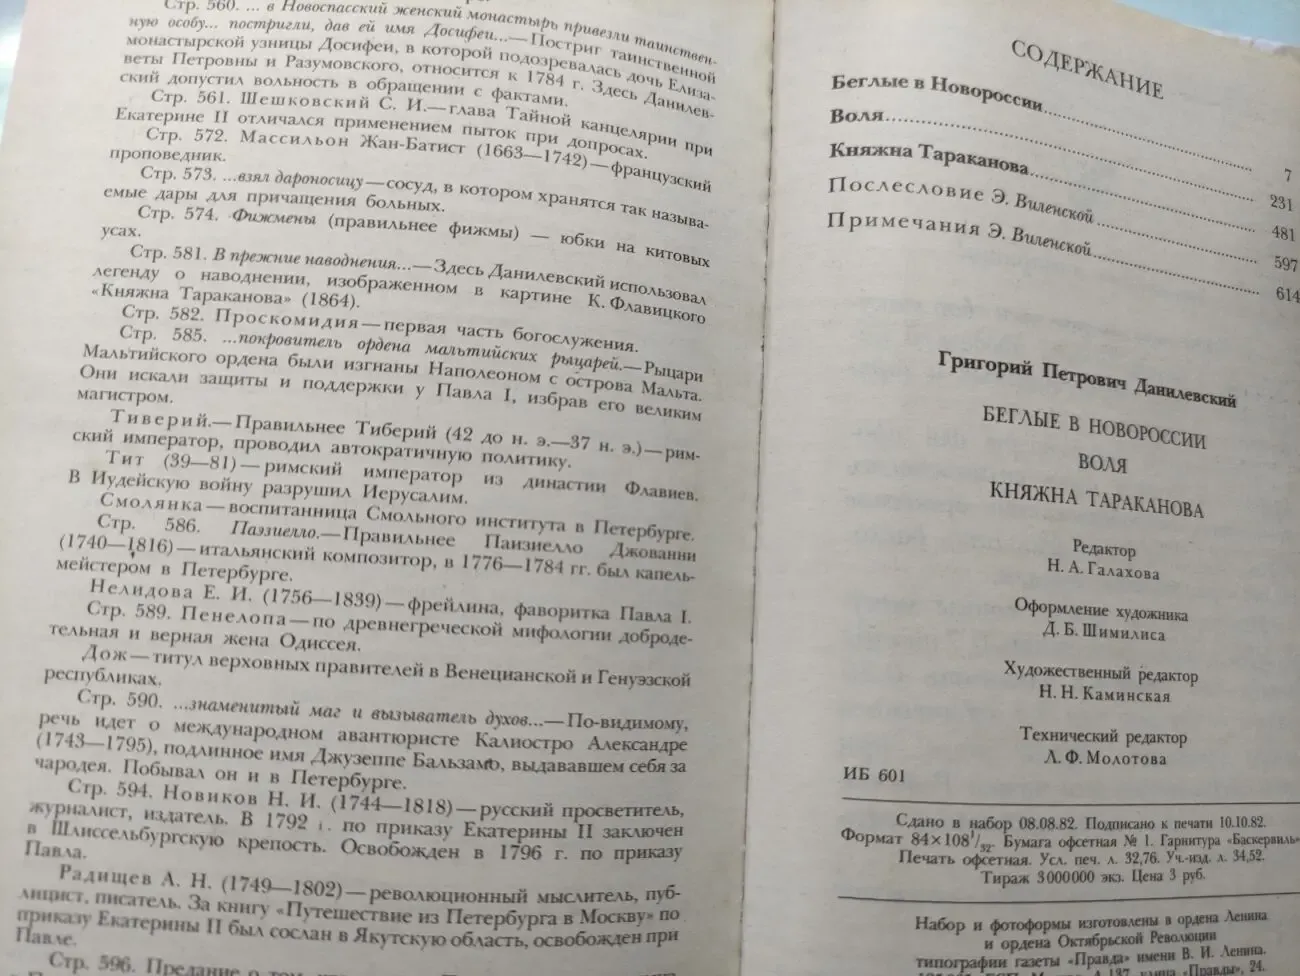 Стр. 560. ... в Новоспасский женский монастырь привезли таинствен-
ную особу... постригли, дав ей имя Досифеи...—Постриг таинственной
монастырской узницы Досифеи, в которой подозревалась дочь Елиза-
веты Петровны и Разумовского, относится к 1784 г. Здесь Данилев-
ский допустил вольность в обращении с фактами.
Стр. 561. Шешковский С. И.—глава Тайной канцелярии при
Екатерине II отличался применением пыток при допросах.
Стр. 572. Массильон Жан-Батист (1663—1742)—французский
проповедник.
Стр. 573. ...взял дароносицу—сосуд, в котором хранятся так называ-
емые дары для причащения больных.
Стр. 574. Фижмены (правильнее фижмы) — юбки на китовых
усах.
Стр. 581. В прежние наводнения...—Здесь Данилевский использовал
легенду о наводнении, изображенном в картине К. Флавицкого
«Княжна Тараканова» (1864).
Стр. 582. Проскомидия—первая часть богослужения.
Стр. 585. ...покровитель ордена мальтийских рыцарей.—Рыцари
Мальтийского ордена были изгнаны Наполеоном с острова Мальта.
Они искали защиты и поддержки у Павла I, избрав его великим
магистром.
Тиверий.—Правильнее Тиберий (42 до н. э.—37 н. э.)—рим-
ский император, проводил автократичную политику.
Тит (39—81)—римский император из династии Флавиев.
В Иудейскую войну разрушил Иерусалим.
Смолянка—воспитанница Смольного института в Петербурге.
Стр. 586. Паэзиелло.—Правильнее Паизиелло Джованни
(1740—1816)—итальянский композитор, в 1776—1784 гг. был капель-
мейстером в Петербурге.
Нелидова Е. И. (1756—1839)—фрейлина, фаворитка Павла I.
Стр. 589. Пенелопа—по древнегреческой мифологии доброде-
тельная и верная жена Одиссея.
Дож—титул верховных правителей в Венецианской и Генуэзской
республиках.
Стр. 590. ...знаменитый маг и вызыватель духов...—По-видимому,
речь идет о международном авантюристе Калиостро Александре
(1743—1795), подлинное имя Джузеппе Бальзамо, выдававшем себя за
чародея. Побывал он и в Петербурге.
Стр. 594. Новиков Н. И. (1744—1818)—русский просветитель,
журналист, издатель. В 1792 г. по приказу Екатерины II заключен
в Шлиссельбургскую крепость. Освобожден в 1796 г. по приказу
Павла.
Радищев А. Н. (1749—1802)—революционный мыслитель, пуб-
лицист, писатель. За книгу «Путешествие из Петербурга в Москву» по
приказу Екатерины II был сослан в Якутскую область, освобожден при
Павле.
Стр. 596. Предание о том,
СОДЕРЖАНИЕ
Беглые в Новороссии 7
Воля 231
Княжна Тараканова 481
Послесловие Э. Виленской 597
Примечания Э. Виленской 614
Григорий Петрович Данилевский
БЕГЛЫЕ В НОВОРОССИИ
ВОЛЯ
КНЯЖНА ТАРАКАНОВА
Редактор
Н. А. Галахова
Оформление художника
Д. Б. Шимилиса
Художественный редактор
Н. Н. Каминская
Технический редактор
Л. Ф. Молотова
ИБ 601
Сдано в набор 08.08.82. Подписано к печати 10.10.82.
Формат 84×108 1/32. Бумага офсетная № 1. Гарнитура «Баскервиль»
Печать офсетная. Усл. печ. л. 32,76. Уч.-изд. л. 34,52.
Тираж 3 000 000 экз. Цена 3 руб.
Набор и фотоформы изготовлены в ордена Ленина
и ордена Октябрьской Революции
типографии газеты «Правда» имени В. И. Ленина.
улица «Правды», 24.